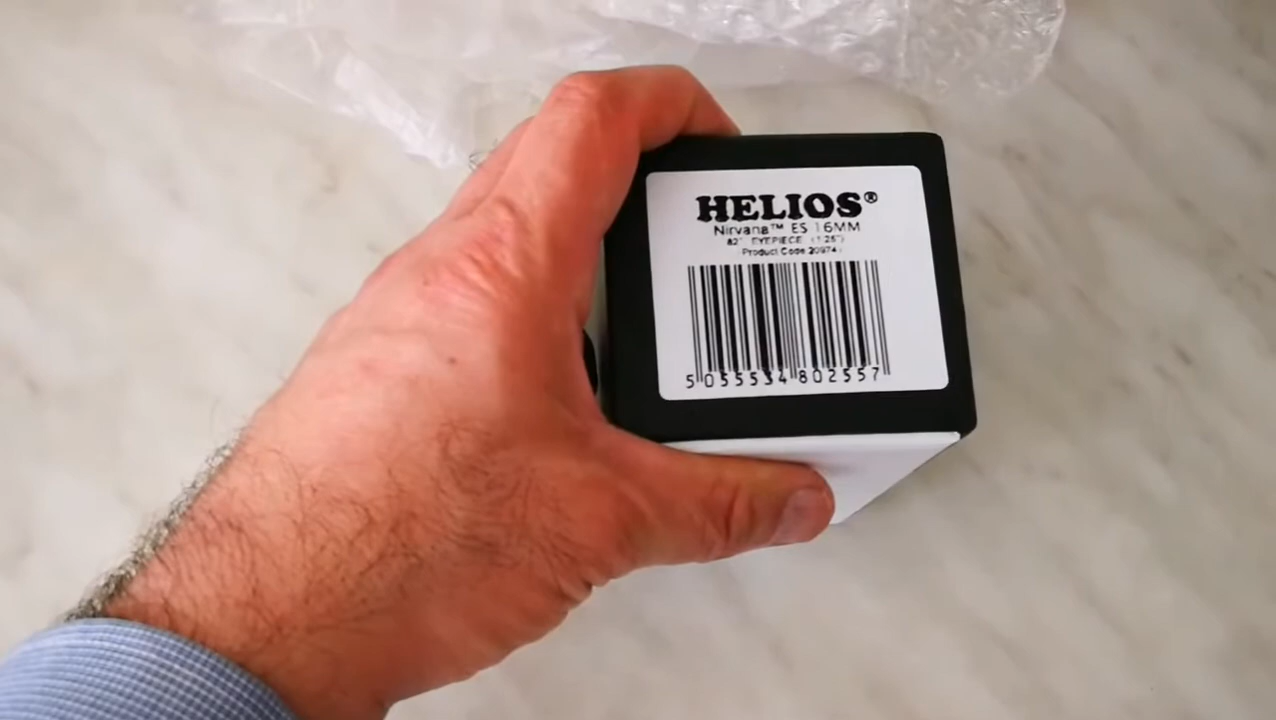 HELIOS®
Nirvana™ ES 16MM
82° EYEPIECE (1.25")
(Product Code 20974)
5 055534 802557